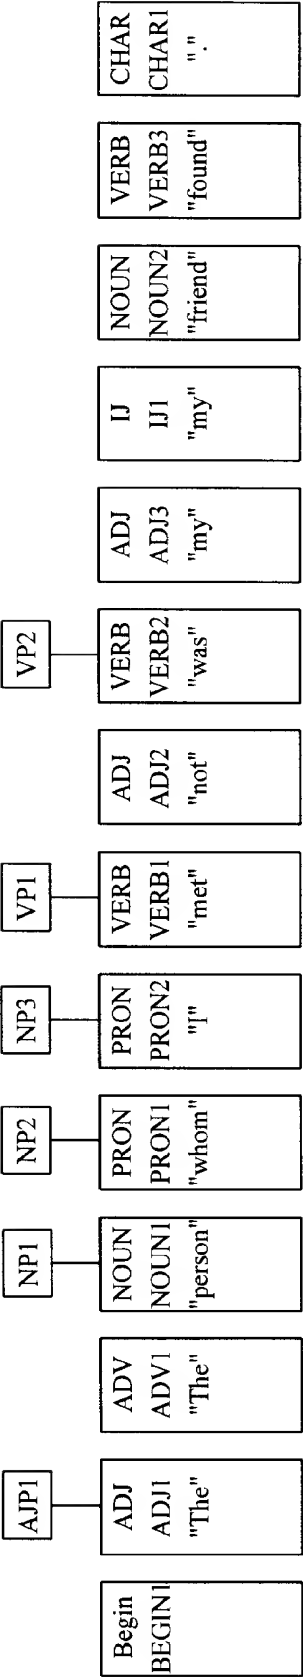 AJP1
NP1
NP2
NP3
VP1
VP2
Begin
BEGIN1
ADJ
ADJ1
"The"
ADV
ADV1
"The"
NOUN
NOUN1
"person"
PRON
PRON1
"whom"
PRON
PRON2
"I"
VERB
VERB1
"met"
ADJ
ADJ2
"not"
VERB
VERB2
"was"
ADJ
ADJ3
"my"
IJ
IJ1
"my"
NOUN
NOUN2
"friend"
VERB
VERB3
"found"
CHAR
CHAR1
"."